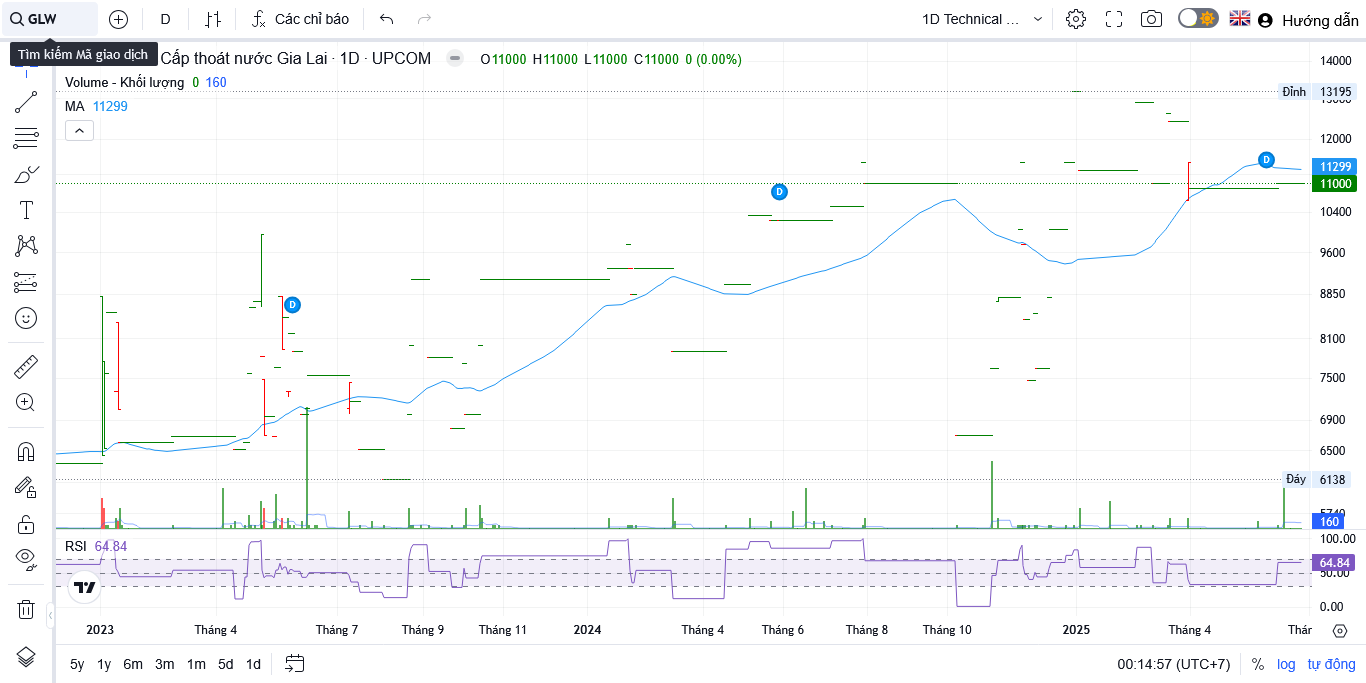 GLW
D
Các chỉ báo
1D Technical ...
Hướng dẫn
Tìm kiếm Mã giao dịch
Cấp thoát nước Gia Lai · 1D · UPCOM
O11000 H11000 L11000 C11000 0 (0.00%)
Volume - Khối lượng 0 160
MA 11299
14000
Đỉnh 13195
13000
12000
D
11299
11000
D
10400
9600
8850
D
8100
7500
6900
6500
Đáy 6138
5740
160
RSI 64.84
100.00
64.84
50.00
0.00
2023 Tháng 4 Tháng 7 Tháng 9 Tháng 11 2024 Tháng 4 Tháng 6 Tháng 8 Tháng 10 2025 Tháng 4 Thár
5y 1y 6m 3m 1m 5d 1d
00:14:57 (UTC+7) % log tự động